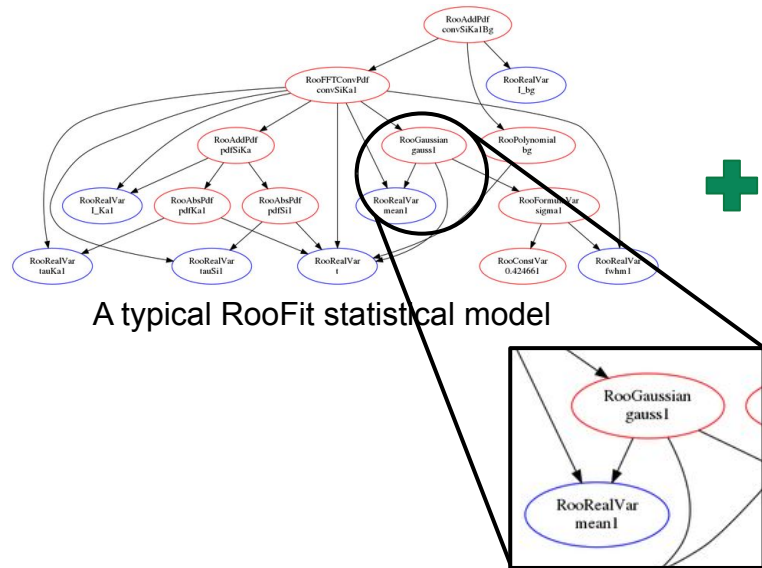 RooAddPdf
convSiKa1Bg
RooFFTConvPdf
convSiKa1
RooRealVar
I_bg
RooAddPdf
pdfSiKa
RooGaussian
gauss1
RooPolynomial
bg
RooRealVar
I_Ka1
RooAbsPdf
pdfKa1
RooAbsPdf
pdfSi1
RooRealVar
mean1
RooFormulaVar
sigma1
RooRealVar
tauKa1
RooRealVar
tauSi1
RooRealVar
t
RooConstVar
0.424661
RooRealVar
fwhm1
A typical RooFit statistical model
RooGaussian
gauss1
RooRealVar
mean1